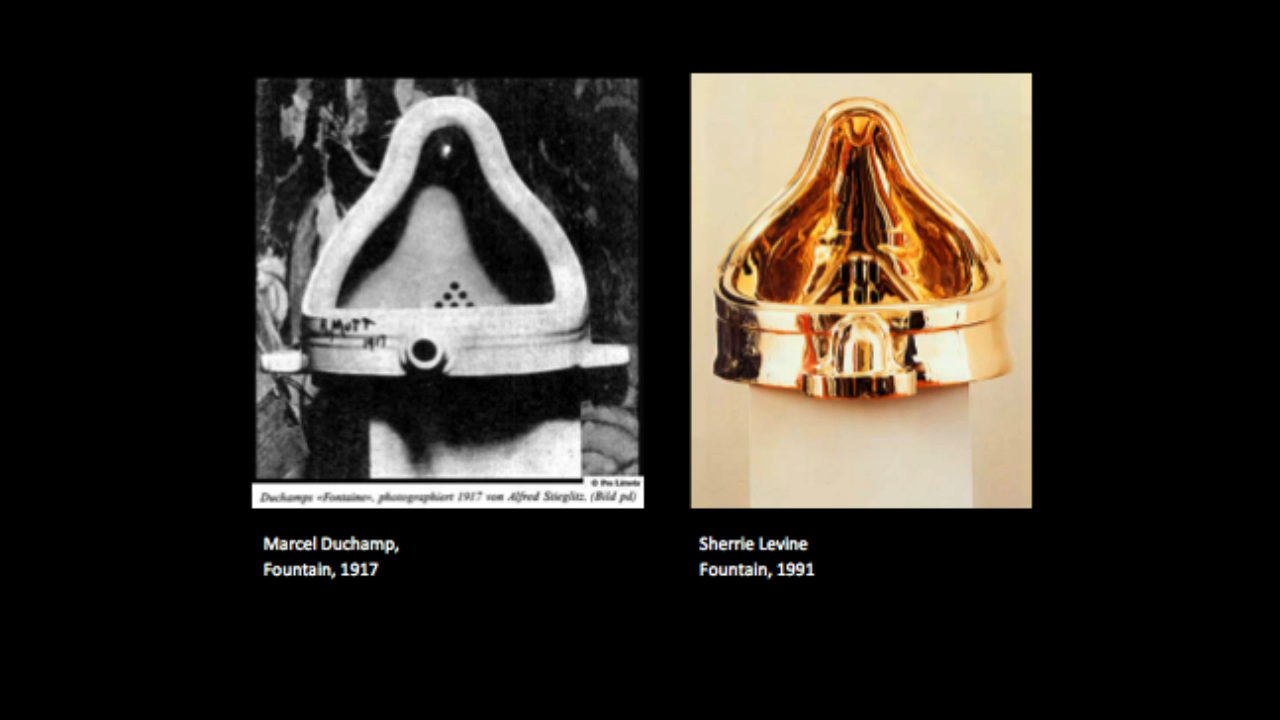 R.MUTT
1917
© Pro Litteris
Duchamps «Fontaine», photographiert 1917 von Alfred Stieglitz. (Bild pd)
Marcel Duchamp,
Fountain, 1917
Sherrie Levine
Fountain, 1991